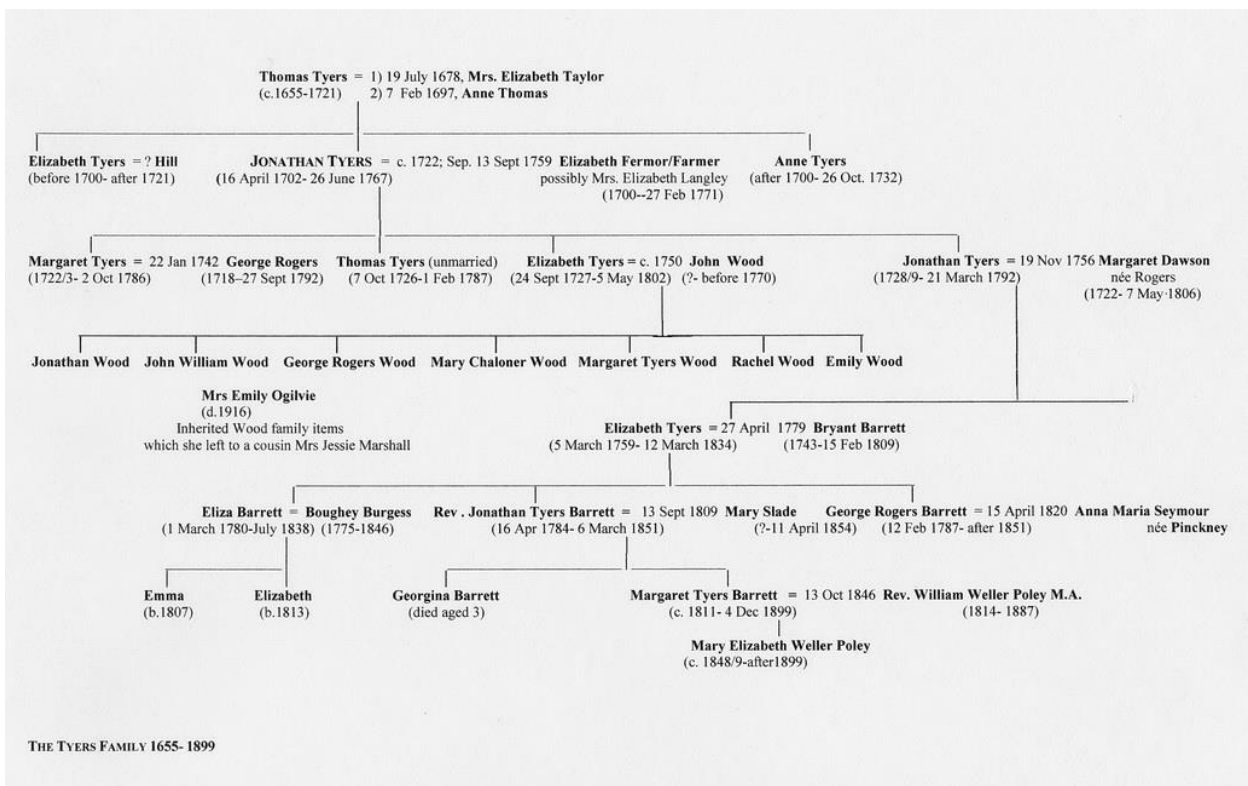 Thomas Tyers = 1) 19 July 1678, Mrs. Elizabeth Taylor
(c.1655-1721) 2) 7 Feb 1697, Anne Thomas
Elizabeth Tyers = ? Hill
(before 1700- after 1721)
JONATHAN TYERS = c. 1722; Sep. 13 Sept 1759 Elizabeth Fermor/Farmer
(16 April 1702- 26 June 1767) possibly Mrs. Elizabeth Langley
(1700--27 Feb 1771)
Anne Tyers
(after 1700- 26 Oct. 1732)
Margaret Tyers = 22 Jan 1742 George Rogers
(1722/3- 2 Oct 1786) (1718–27 Sept 1792)
Thomas Tyers (unmarried)
(7 Oct 1726-1 Feb 1787)
Elizabeth Tyers = c. 1750 John Wood
(24 Sept 1727-5 May 1802) (?- before 1770)
Jonathan Tyers = 19 Nov 1756 Margaret Dawson
(1728/9- 21 March 1792) née Rogers
(1722- 7 May·1806)
Jonathan Wood John William Wood George Rogers Wood Mary Chaloner Wood Margaret Tyers Wood Rachel Wood Emily Wood
Mrs Emily Ogilvie
(d.1916)
Inherited Wood family items
which she left to a cousin Mrs Jessie Marshall
Elizabeth Tyers = 27 April 1779 Bryant Barrett
(5 March 1759- 12 March 1834) (1743-15 Feb 1809)
Eliza Barrett = Boughey Burgess
(1 March 1780-July 1838) (1775-1846)
Rev . Jonathan Tyers Barrett = 13 Sept 1809 Mary Slade
(16 Apr 1784- 6 March 1851) (?-11 April 1854)
George Rogers Barrett = 15 April 1820 Anna Maria Seymour
(12 Feb 1787- after 1851) née Pinckney
Emma
(b.1807)
Elizabeth
(b.1813)
Georgina Barrett
(died aged 3)
Margaret Tyers Barrett = 13 Oct 1846 Rev. William Weller Poley M.A.
(c. 1811- 4 Dec 1899) (1814- 1887)
Mary Elizabeth Weller Poley
(c. 1848/9-after1899)
THE TYERS FAMILY 1655- 1899